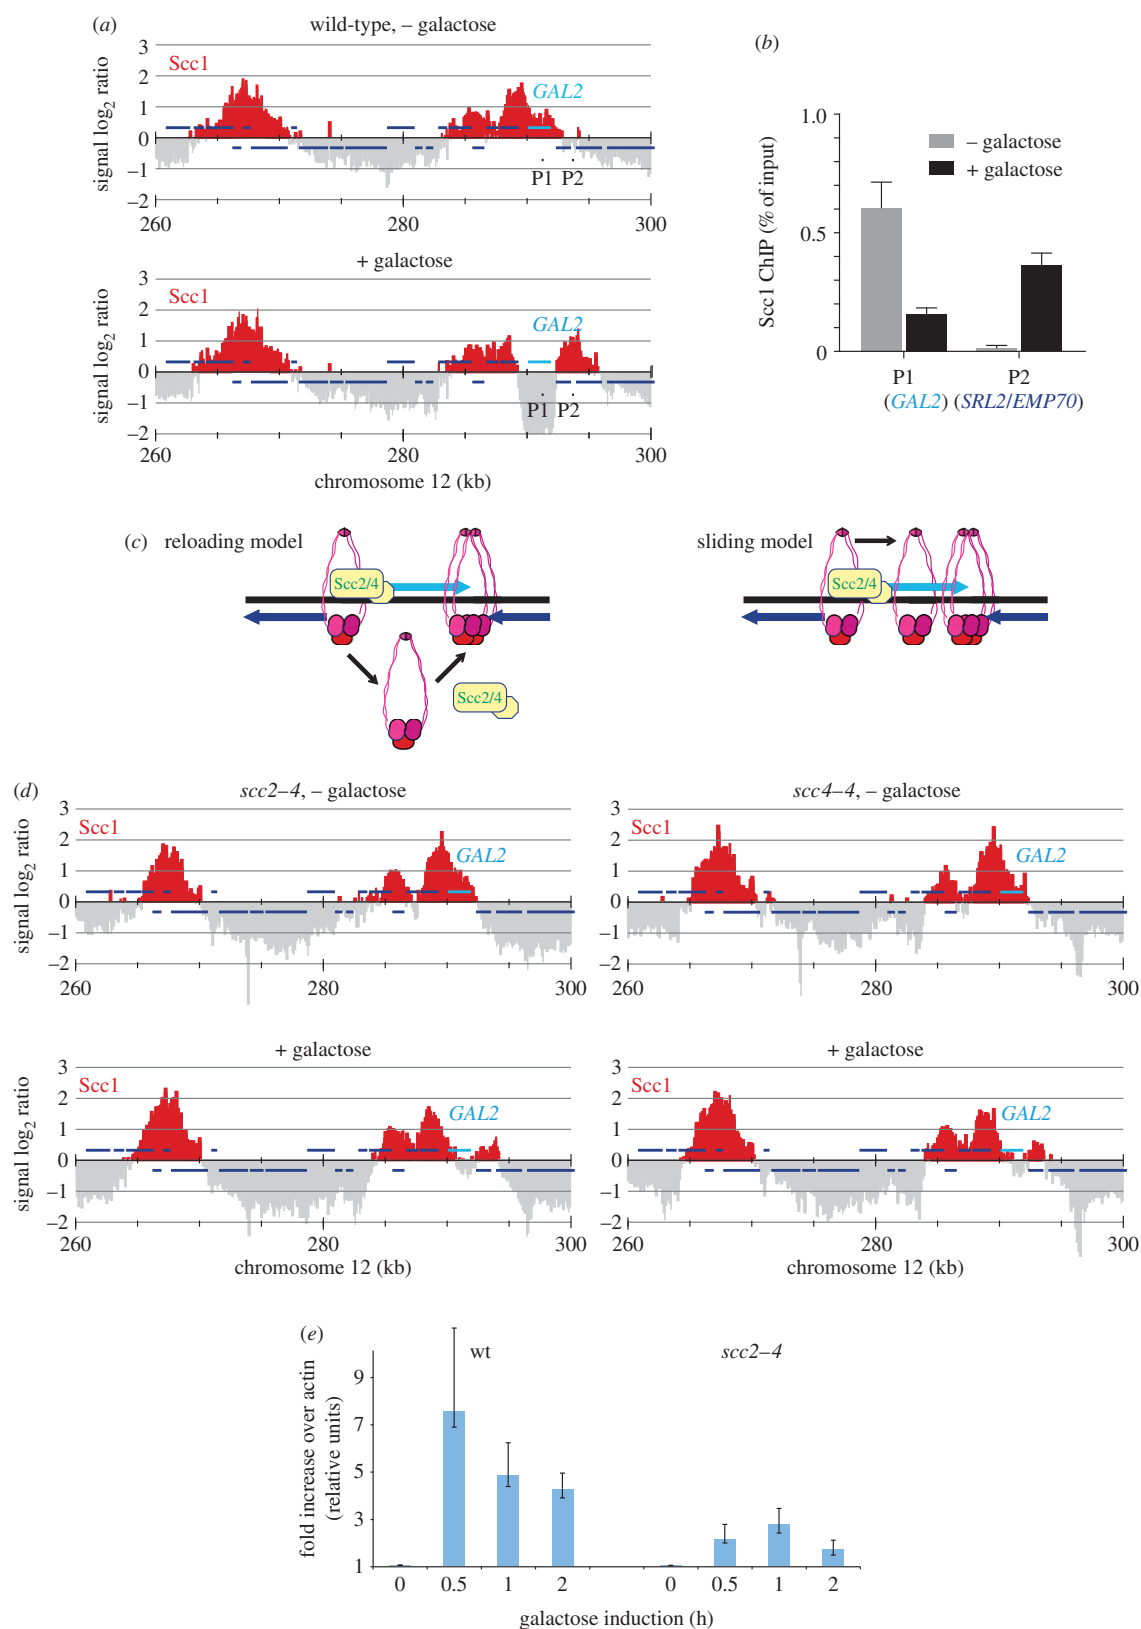 (a) wild-type, – galactose
signal log2 ratio
3
2
1
0
–1
–2
Scc1
GAL2
P1 P2
260 280 300
+ galactose
signal log2 ratio
3
2
1
0
–1
–2
Scc1
GAL2
P1 P2
260 280 300
chromosome 12 (kb)
(b)
Scc1 ChIP (% of input)
1.0
0.5
0
– galactose
+ galactose
P1 P2
(GAL2) (SRL2/EMP70)
(c) reloading model
Scc2/4
Scc2/4
sliding model
Scc2/4
(d) scc2–4, – galactose
signal log2 ratio
3
2
1
0
–1
–2
Scc1
GAL2
260 280 300
scc4–4, – galactose
3
2
1
0
–1
–2
Scc1
GAL2
260 280 300
+ galactose
signal log2 ratio
3
2
1
0
–1
–2
Scc1
GAL2
260 280 300
chromosome 12 (kb)
+ galactose
3
2
1
0
–1
–2
Scc1
GAL2
260 280 300
chromosome 12 (kb)
(e)
wt scc2–4
fold increase over actin
(relative units)
9
7
5
3
1
0 0.5 1 2 0 0.5 1 2
galactose induction (h)